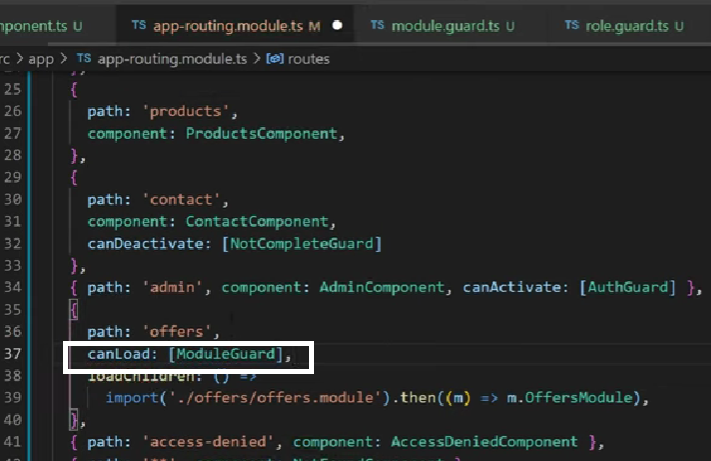 ponent.ts U
TS app-routing.module.ts M
TS module.guard.ts U
TS role.guard.ts U
rc > app > TS app-routing.module.ts > routes
},
25 {
26 path: 'products',
27 component: ProductsComponent,
28 },
29 {
30 path: 'contact',
31 component: ContactComponent,
32 canDeactivate: [NotCompleteGuard]
33 },
34 { path: 'admin', component: AdminComponent, canActivate: [AuthGuard] },
35 {
36 path: 'offers',
37 canLoad: [ModuleGuard],
38 loadChildren: () =>
39 import('./offers/offers.module').then((m) => m.OffersModule),
40 },
41 { path: 'access-denied', component: AccessDeniedComponent },